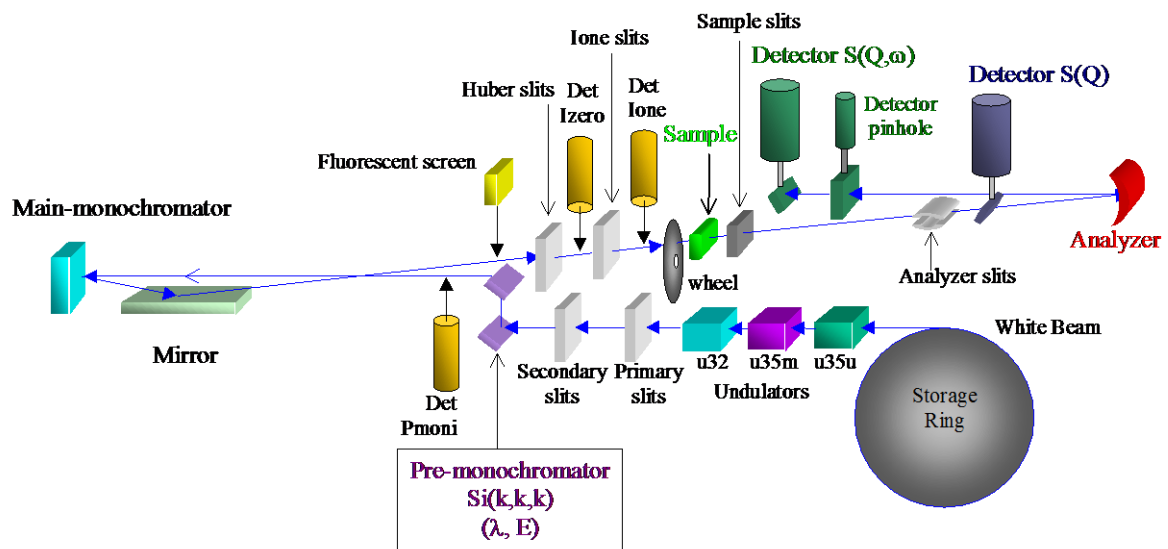 Sample slits
Ione slits
Detector S(Q,ω)
Detector S(Q)
Huber slits
Det
Izero
Det
Ione
Detector
pinhole
Sample
Fluorescent screen
Main-monochromator
Analyzer
Analyzer slits
wheel
White Beam
Mirror
u32
u35m
u35u
Secondary
slits
Primary
slits
Undulators
Storage
Ring
Det
Pmoni
Pre-monochromator
Si(k,k,k)
(λ, E)